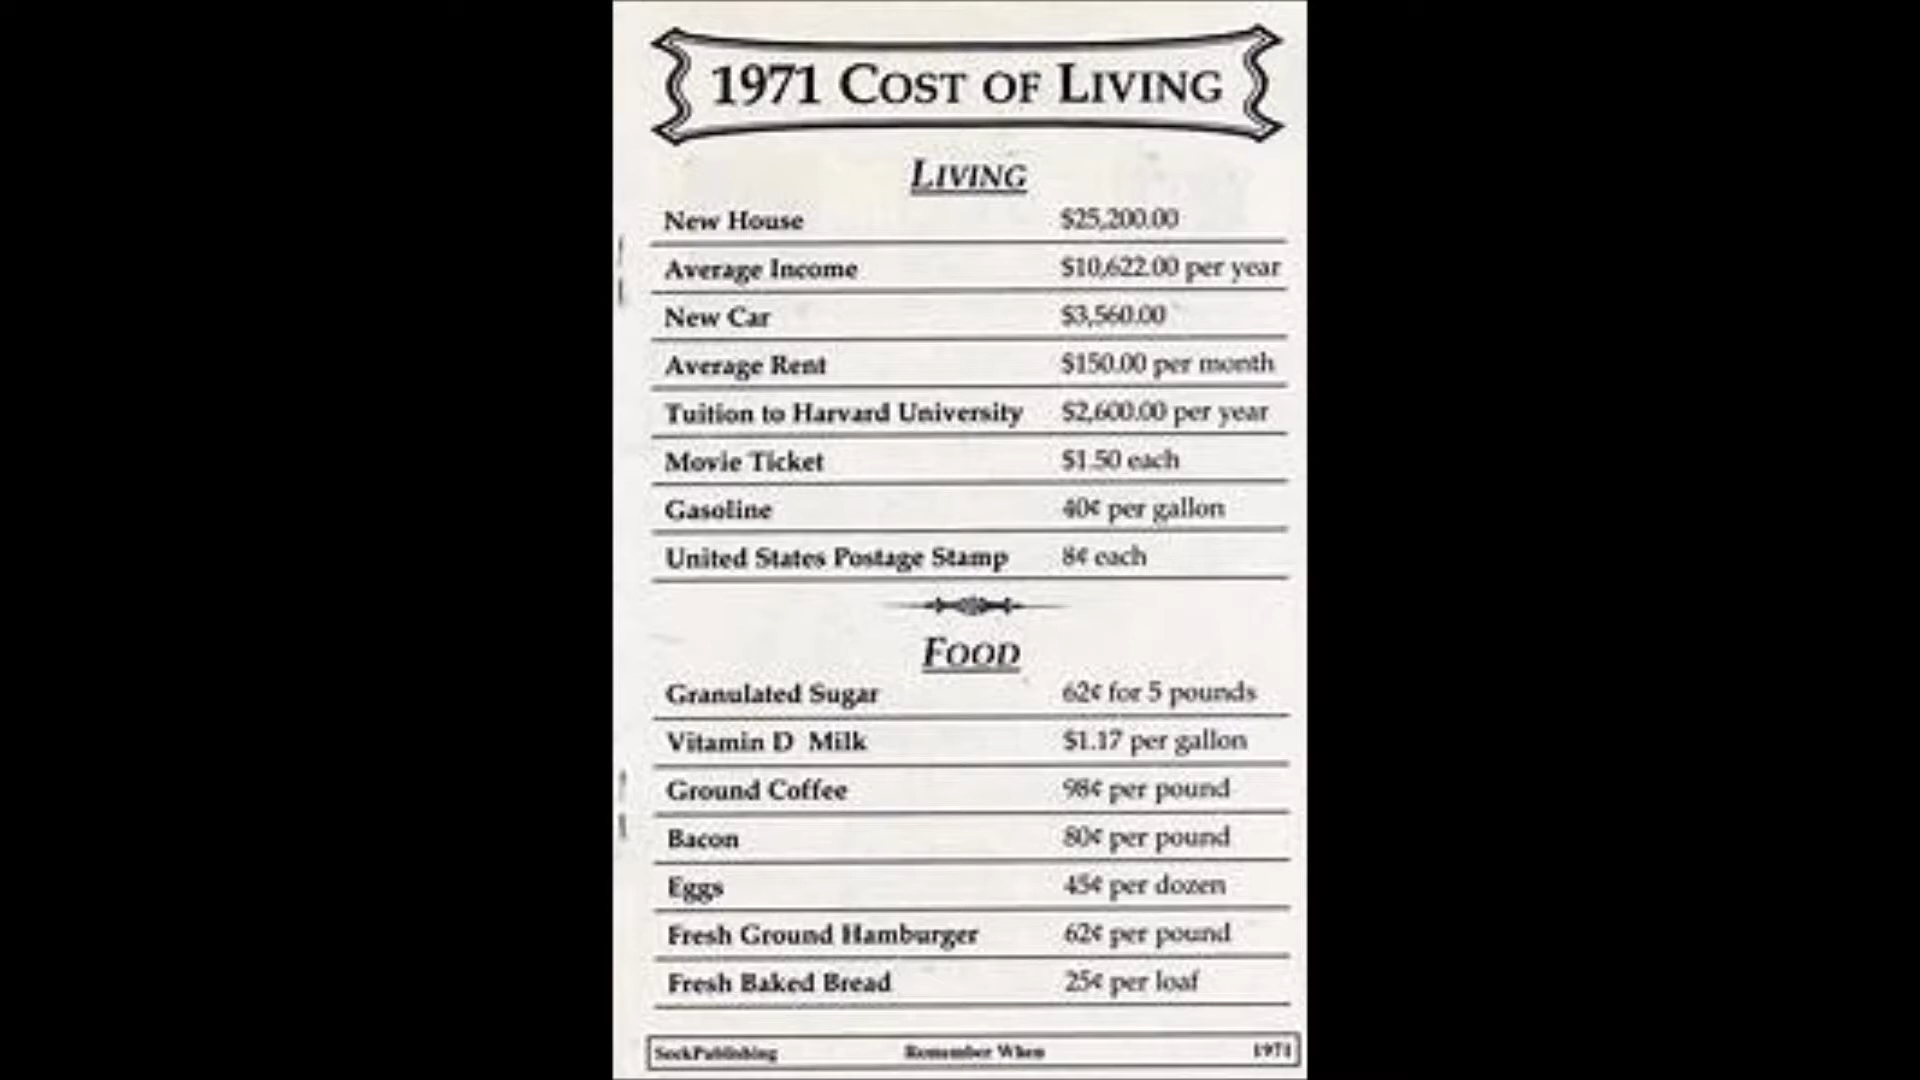 1971 COST OF LIVING
LIVING
New House $25,200.00
Average Income $10,622.00 per year
New Car $3,560.00
Average Rent $150.00 per month
Tuition to Harvard University $2,600.00 per year
Movie Ticket $1.50 each
Gasoline 40¢ per gallon
United States Postage Stamp 8¢ each
FOOD
Granulated Sugar 62¢ for 5 pounds
Vitamin D Milk $1.17 per gallon
Ground Coffee 98¢ per pound
Bacon 80¢ per pound
Eggs 45¢ per dozen
Fresh Ground Hamburger 62¢ per pound
Fresh Baked Bread 25¢ per loaf
SeekPublishing Remember When 1971